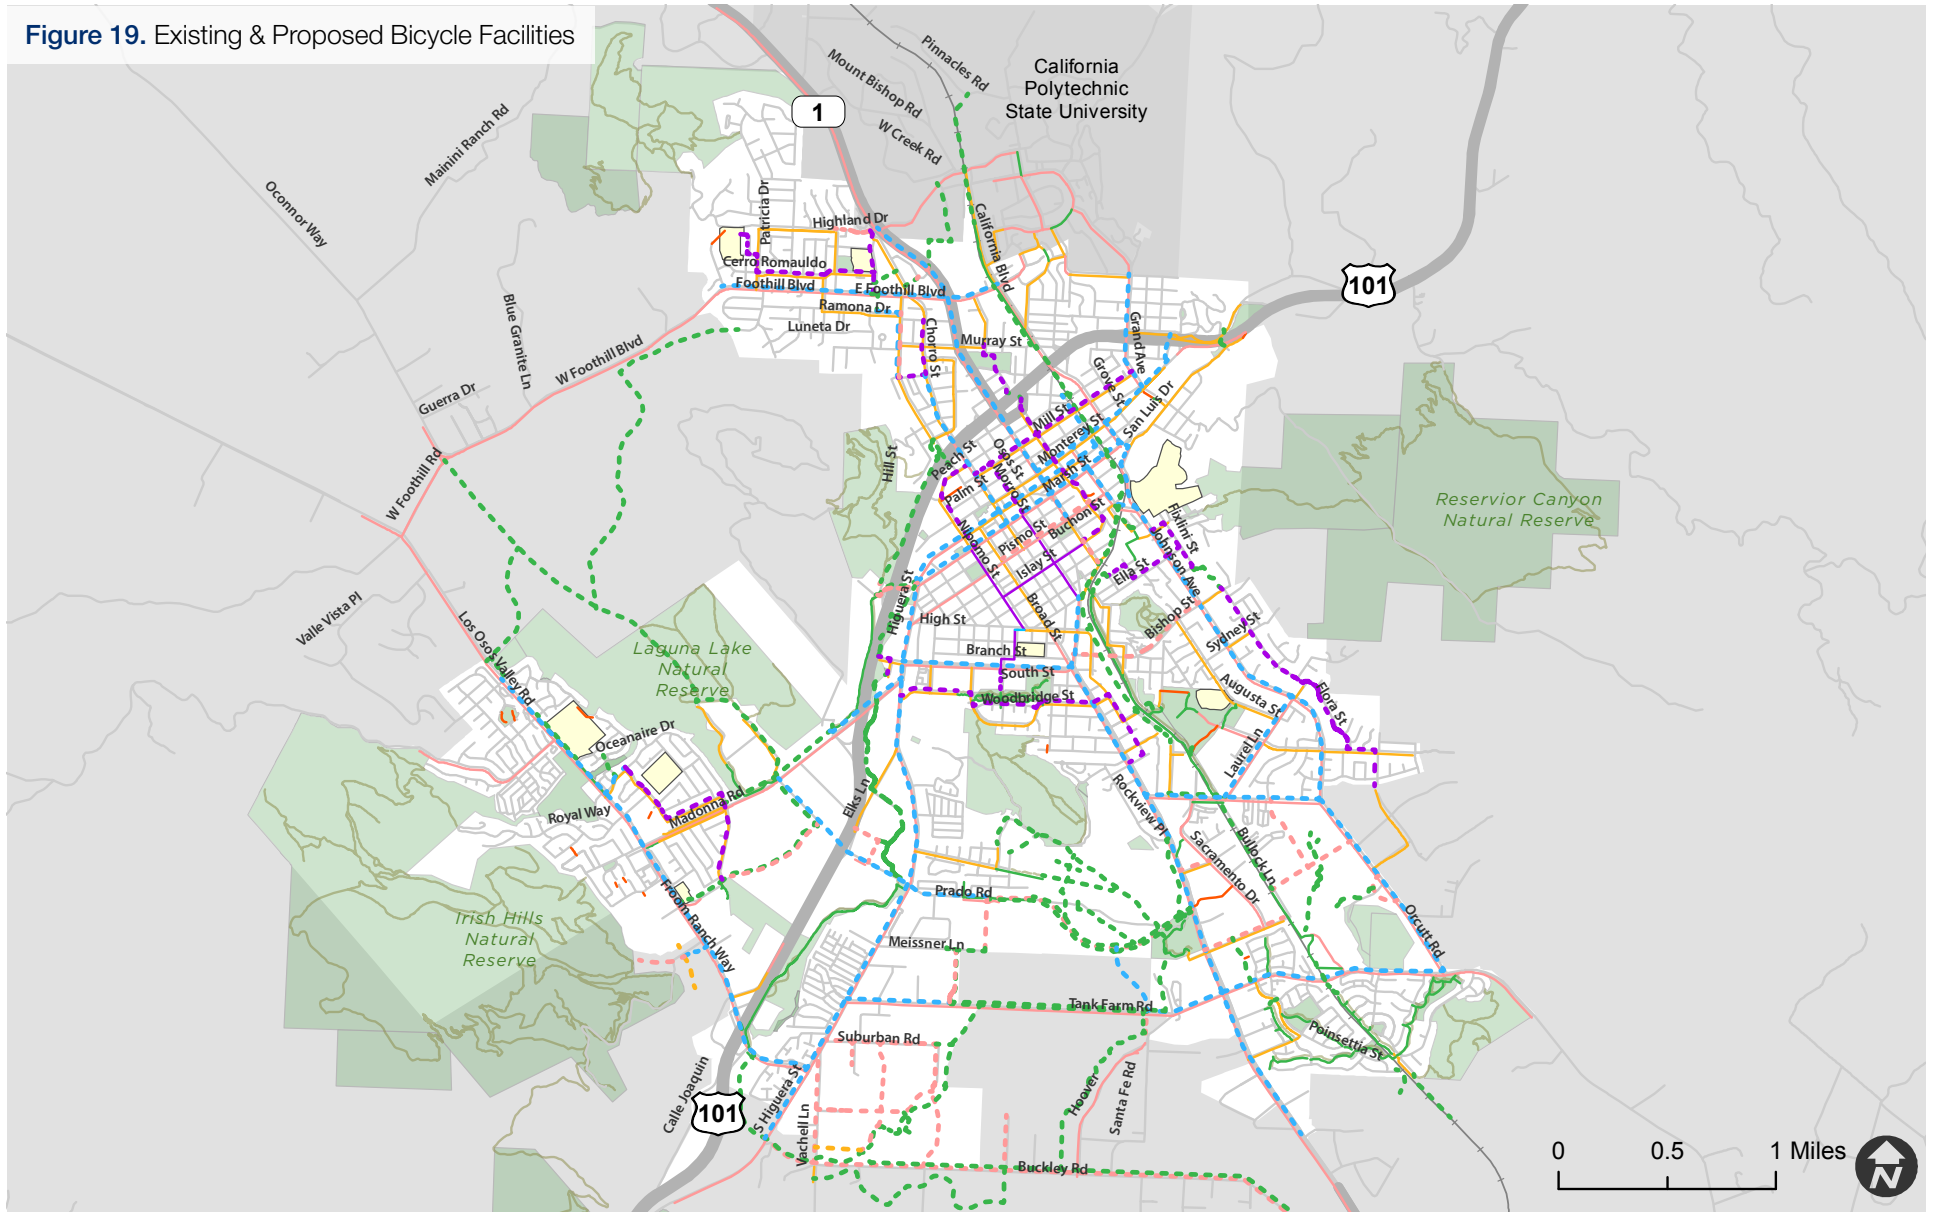 Figure 19. Existing & Proposed Bicycle Facilities
California
Polytechnic
State University
Pinnacles Rd
Mount Bishop Rd
W Creek Rd
1
Mainini Ranch Rd
Oconnor Way
Patricia Dr
Highland Dr
California Blvd
Cerro Romauldo
Foothill Blvd
E Foothill Blvd
101
Ramona Dr
Luneta Dr
Blue Granite Ln
W Foothill Blvd
Guerra Dr
Chorro St
Murray St
Grand Ave
Grove St
San Luis Dr
Mill St
Monterey St
Marsh St
Hill St
Peach St
Osos St
Morro St
Palm St
W Foothill Rd
Reservior Canyon
Natural Reserve
Nipomo St
Pismo St
Buchon St
Islay St
Fixlini St
Johnson Ave
Ella St
Valle Vista Pl
Los Osos Valley Rd
Higuera St
High St
Broad St
Bishop St
Sydney St
Branch St
South St
Woodbridge St
Laguna Lake
Natural
Reserve
Augusta St
Flora St
Oceanaire Dr
Laurel Ln
Madonna Rd
Royal Way
Elks Ln
Rockview Pl
Sacramento Dr
Bullock Ln
Prado Rd
Froom Ranch Way
Irish Hills
Natural
Reserve
Orcutt Rd
Meissner Ln
Tank Farm Rd
Suburban Rd
Poinsettia St
Calle Joaquin
101
S Higuera St
Vachell Ln
Hoover
Santa Fe Rd
Buckley Rd
0 0.5 1 Miles
N